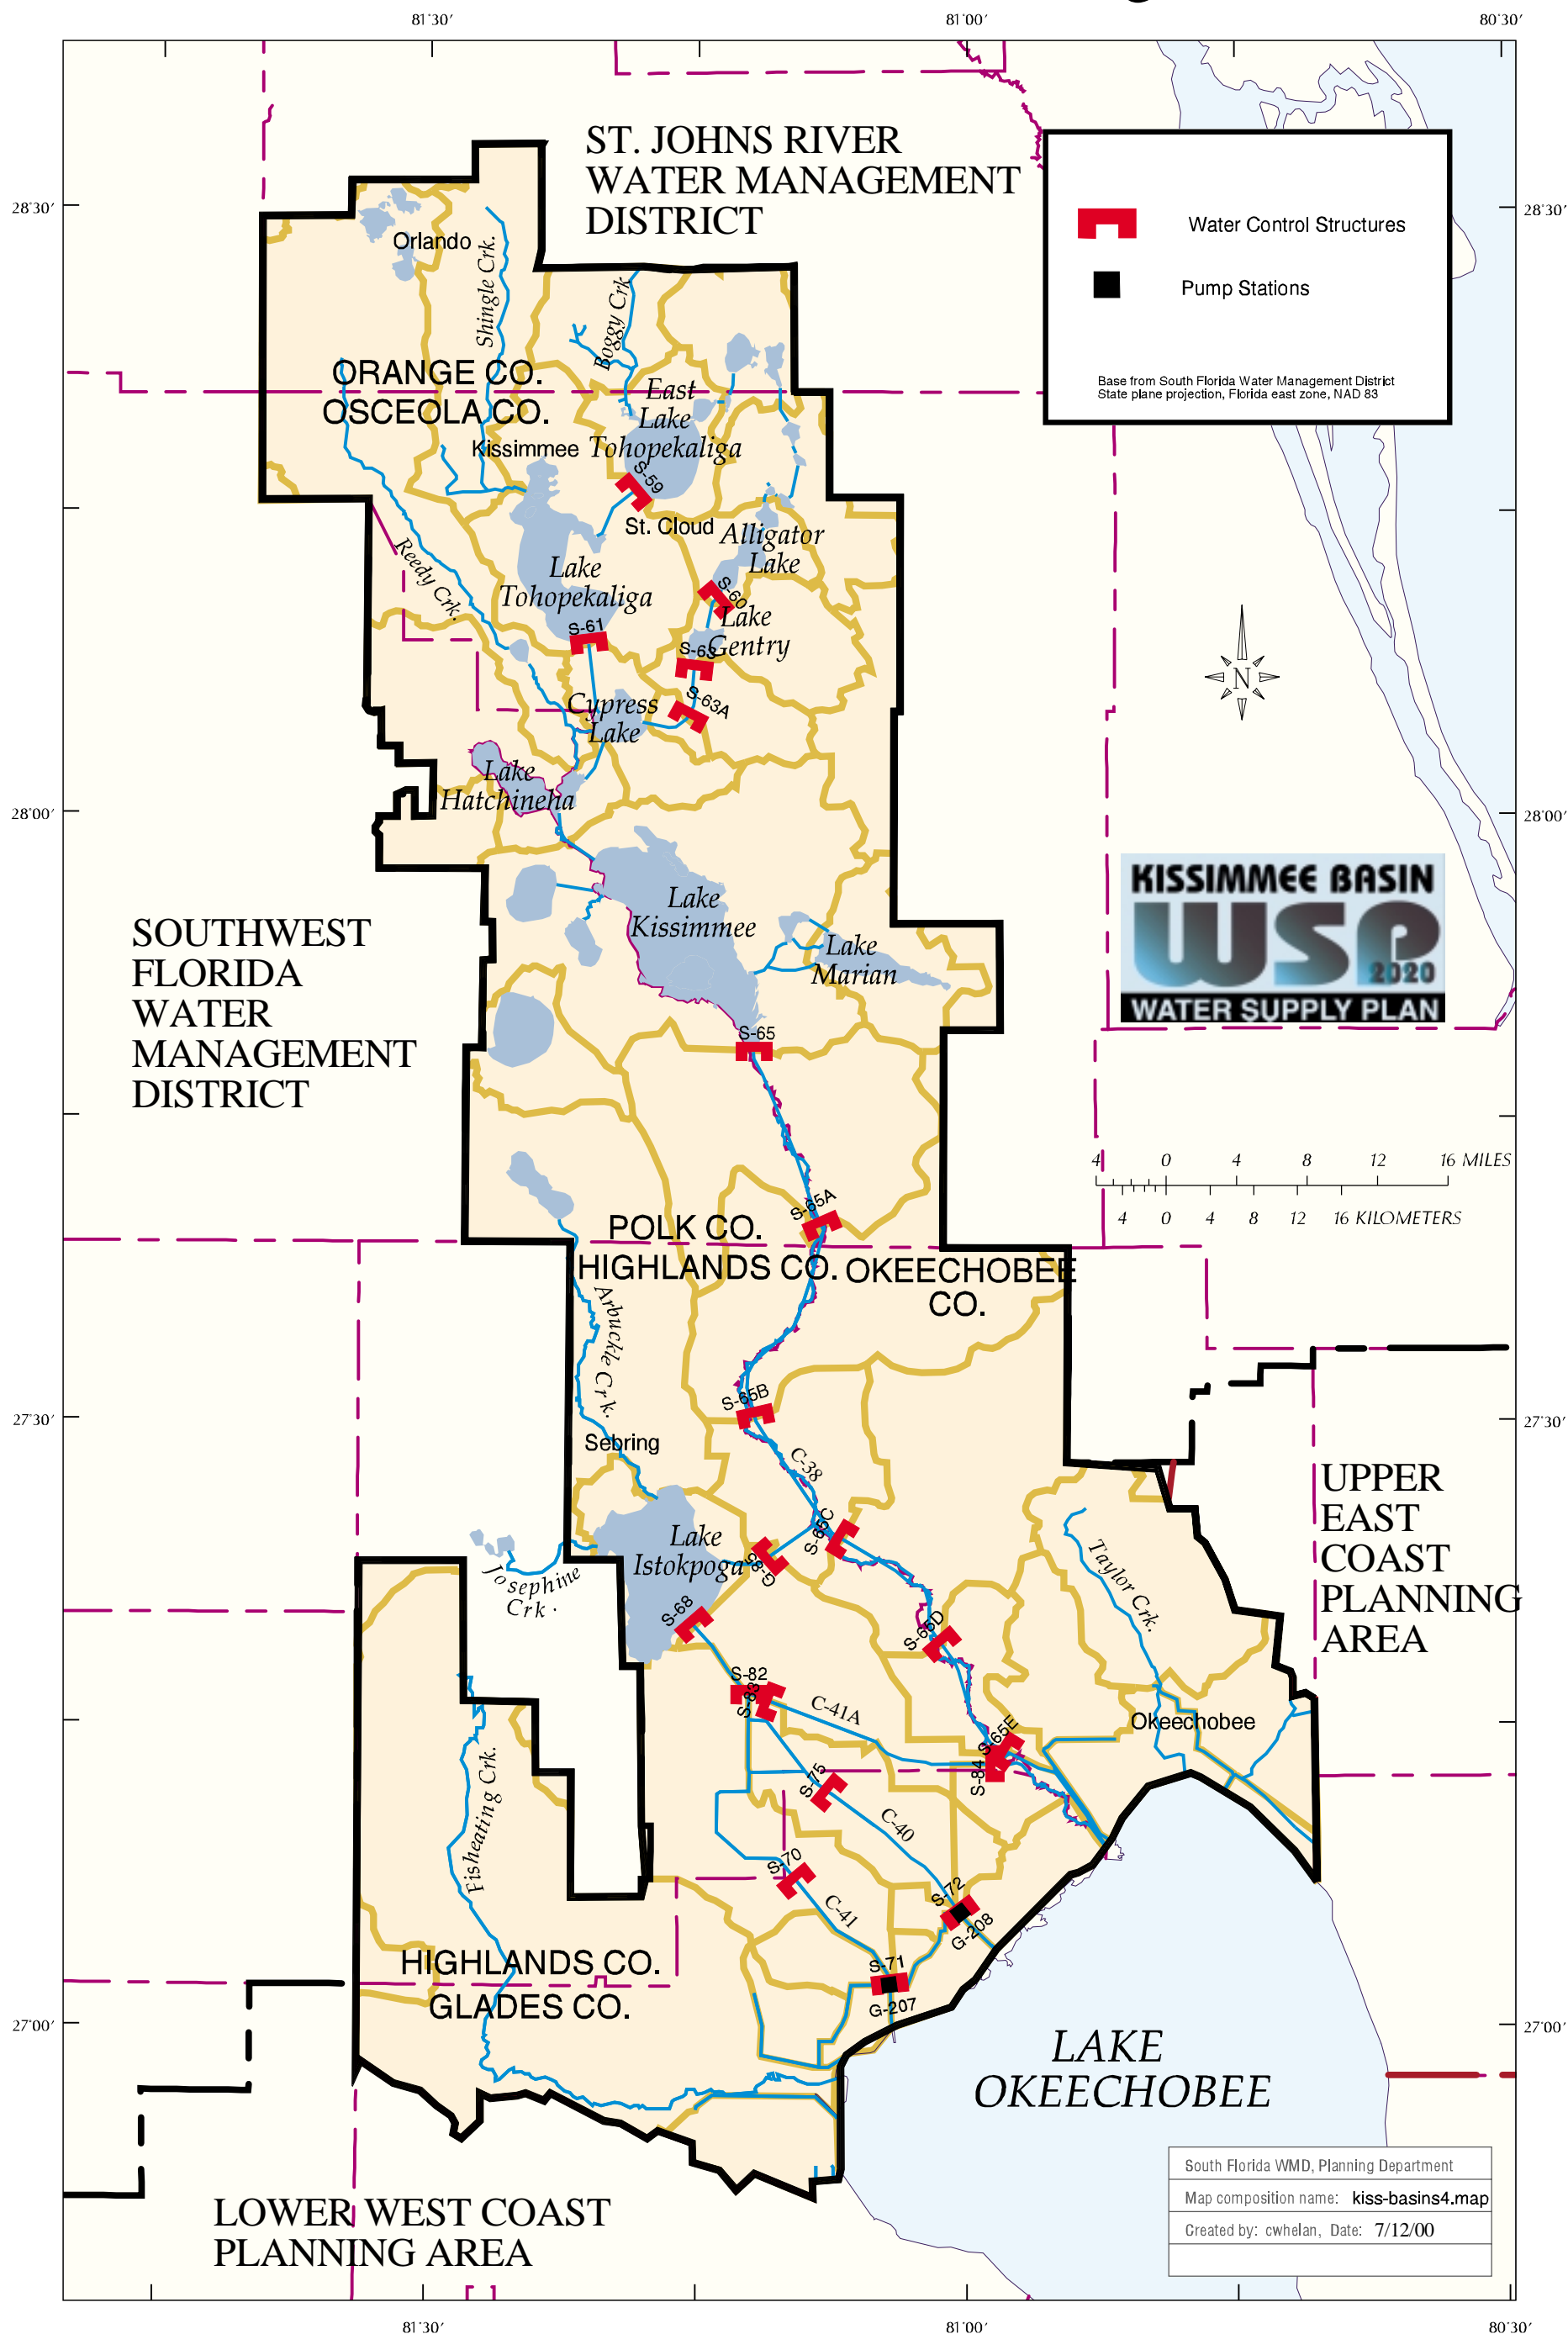 81°30′
81°00′
80°30′
ST. JOHNS RIVER
WATER MANAGEMENT
DISTRICT
Water Control Structures
Pump Stations
Base from South Florida Water Management District
State plane projection, Florida east zone, NAD 83
28°30′
28°30′
Orlando
Shingle Crk.
Boggy Crk
ORANGE CO.
OSCEOLA CO.
East
Lake
Tohopekaliga
Kissimmee
S-59
St. Cloud
Alligator
Lake
Reedy Crk.
Lake
Tohopekaliga
S-60
Lake
Gentry
S-61
S-63
S-63A
Cypress
Lake
N
Lake
Hatchineha
28°00′
28°00′
KISSIMMEE BASIN
WSP
2020
WATER SUPPLY PLAN
Lake
Kissimmee
Lake
Marian
SOUTHWEST
FLORIDA
WATER
MANAGEMENT
DISTRICT
S-65
4 0 4 8 12 16 MILES
4 0 4 8 12 16 KILOMETERS
S-65A
POLK CO.
HIGHLANDS CO.
OKEECHOBEE
CO.
Arbuckle Crk.
S-65B
27°30′
27°30′
Sebring
C-38
UPPER
EAST
COAST
PLANNING
AREA
S-65C
Lake
Istokpoga
G-85
Josephine
Crk.
Taylor Crk.
S-68
S-65D
S-82
S-83
C-41A
Okeechobee
S-65E
S-84
S-75
C-40
Fisheating Crk.
S-70
C-41
S-72
G-208
S-71
G-207
HIGHLANDS CO.
GLADES CO.
27°00′
27°00′
LAKE
OKEECHOBEE
South Florida WMD, Planning Department
Map composition name: kiss-basins4.map
Created by: cwhelan, Date: 7/12/00
LOWER WEST COAST
PLANNING AREA
81°30′
81°00′
80°30′